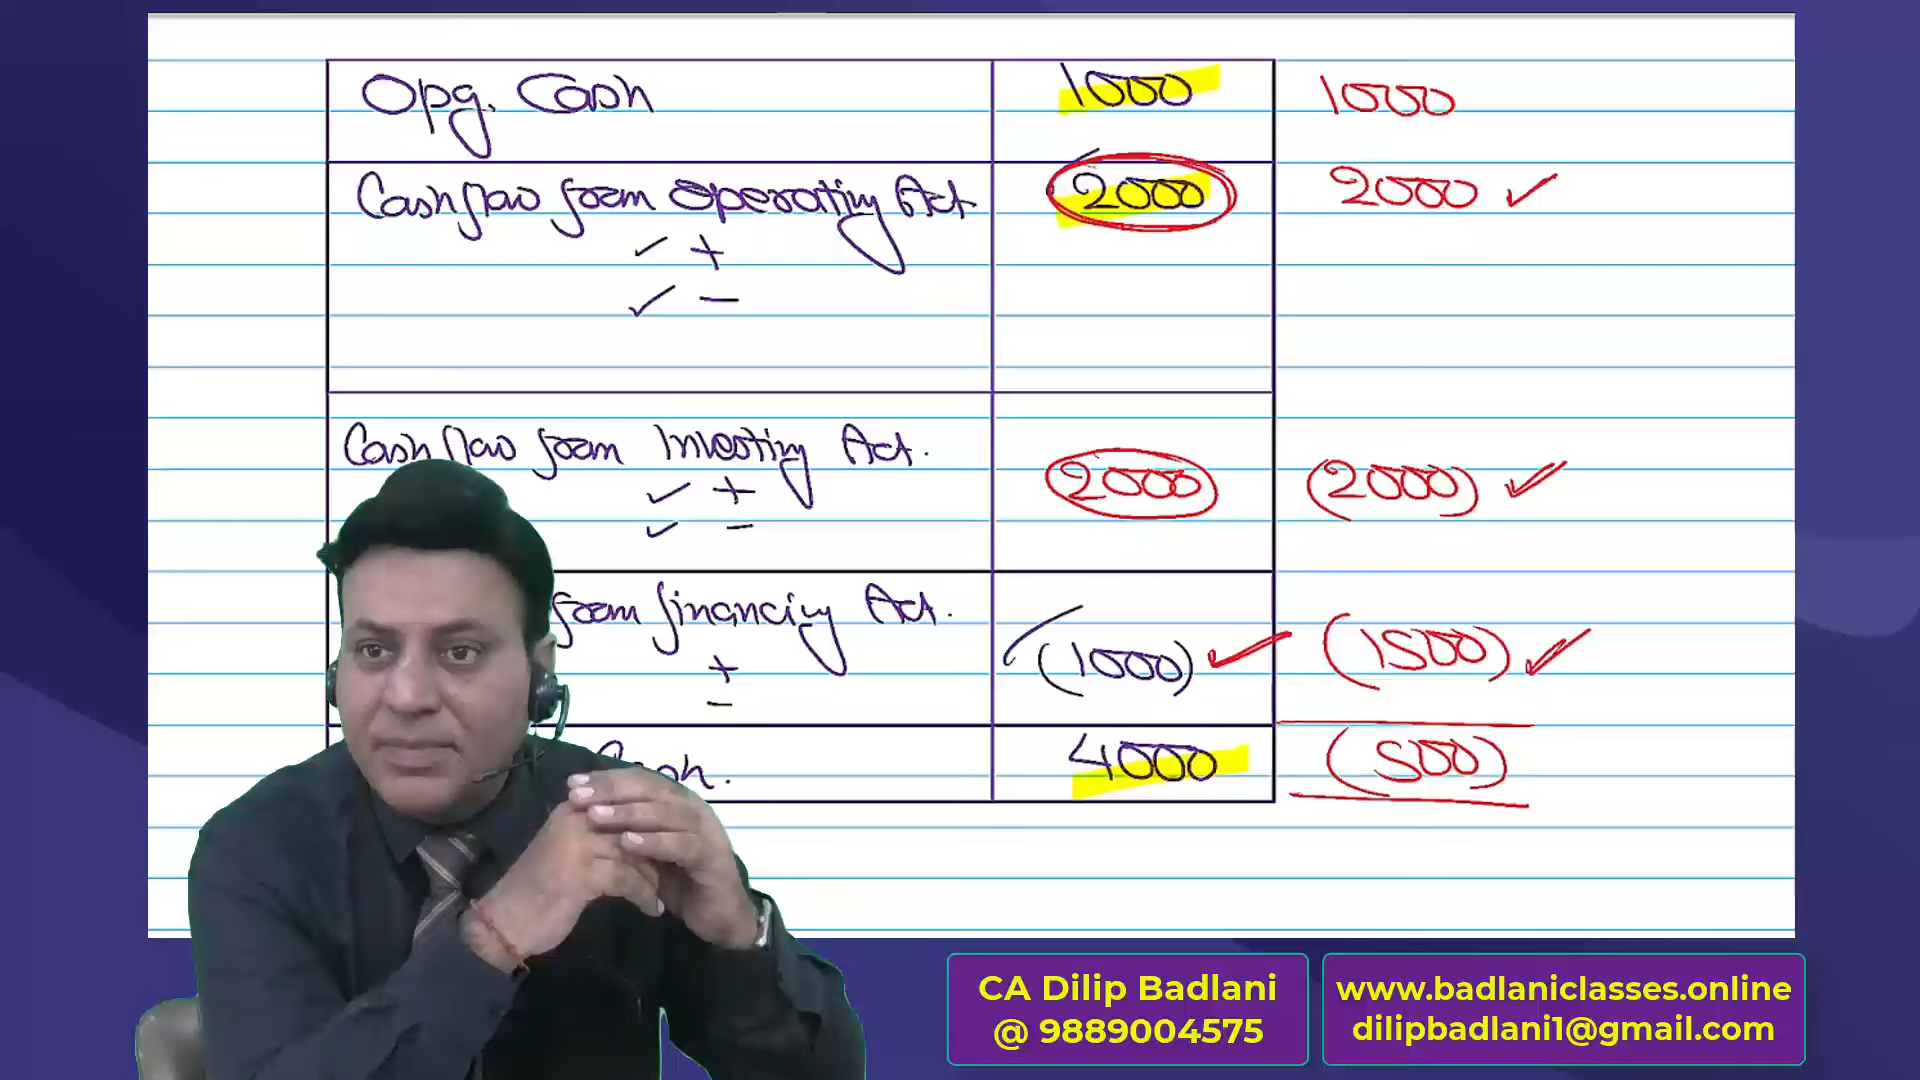 Opg. Cash 1000 1000
Cash flow from Operating Act 2000 2000 ✓
✓ +
✓ −
Cash flow from Investing Act. 2000 (2000) ✓
✓ +
✓ −
from financing Act. (1000) ✓ (1500) ✓
+
−
4000 (500)
CA Dilip Badlani
@ 9889004575
www.badlaniclasses.online
dilipbadlani1@gmail.com